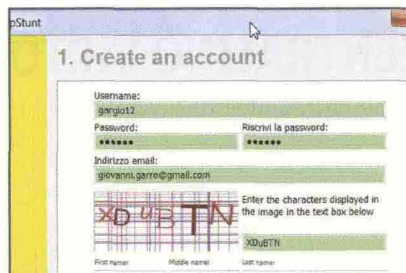 pStunt
1. Create an account
Username:
gargio12
Password: Riscrivi la password:
●●●●●● ●●●●●●
Indirizzo email:
giovanni.garro@gmail.com
XDuBTN
Enter the characters displayed in
the image in the text box below
XDuBTN
First name: Middle name: Last name: